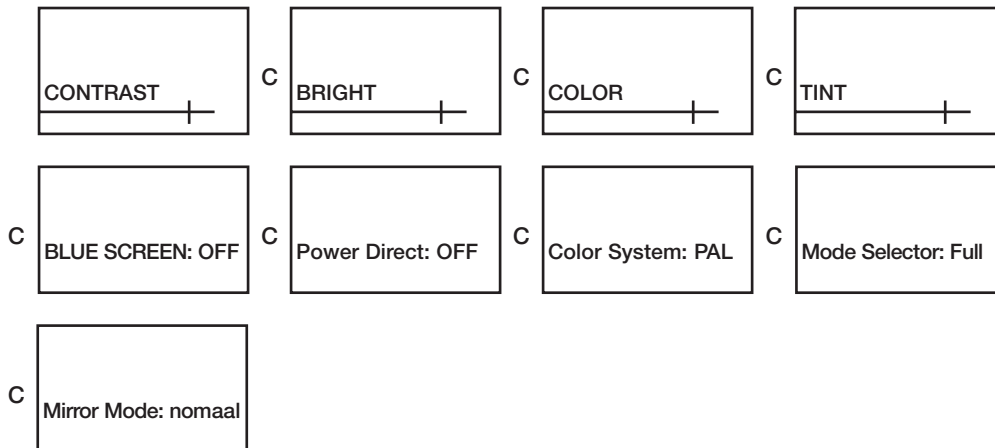 CONTRAST
C
BRIGHT
C
COLOR
C
TINT
C
BLUE SCREEN: OFF
C
Power Direct: OFF
C
Color System: PAL
C
Mode Selector: Full
C
Mirror Mode: nomaal